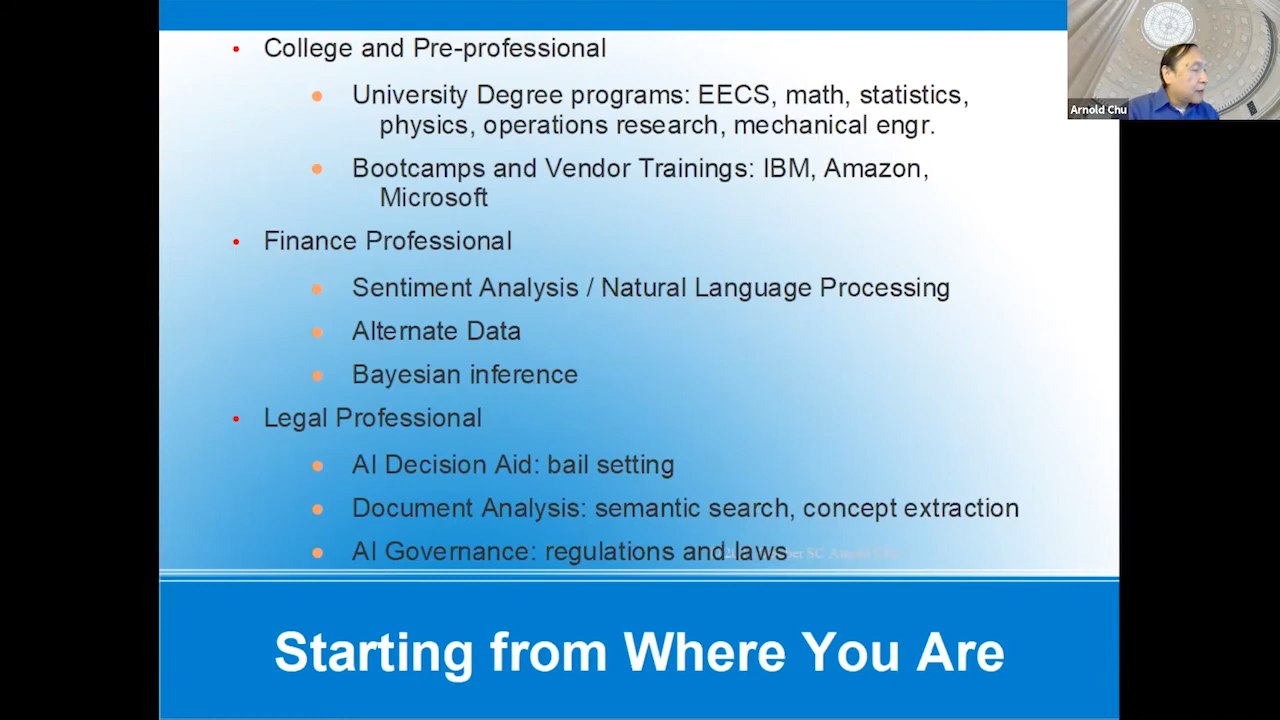 College and Pre-professional
University Degree programs: EECS, math, statistics,
physics, operations research, mechanical engr.
Bootcamps and Vendor Trainings: IBM, Amazon,
Microsoft
Finance Professional
Sentiment Analysis / Natural Language Processing
Alternate Data
Bayesian inference
Legal Professional
AI Decision Aid: bail setting
Document Analysis: semantic search, concept extraction
AI Governance: regulations and laws
Starting from Where You Are
Arnold Chu